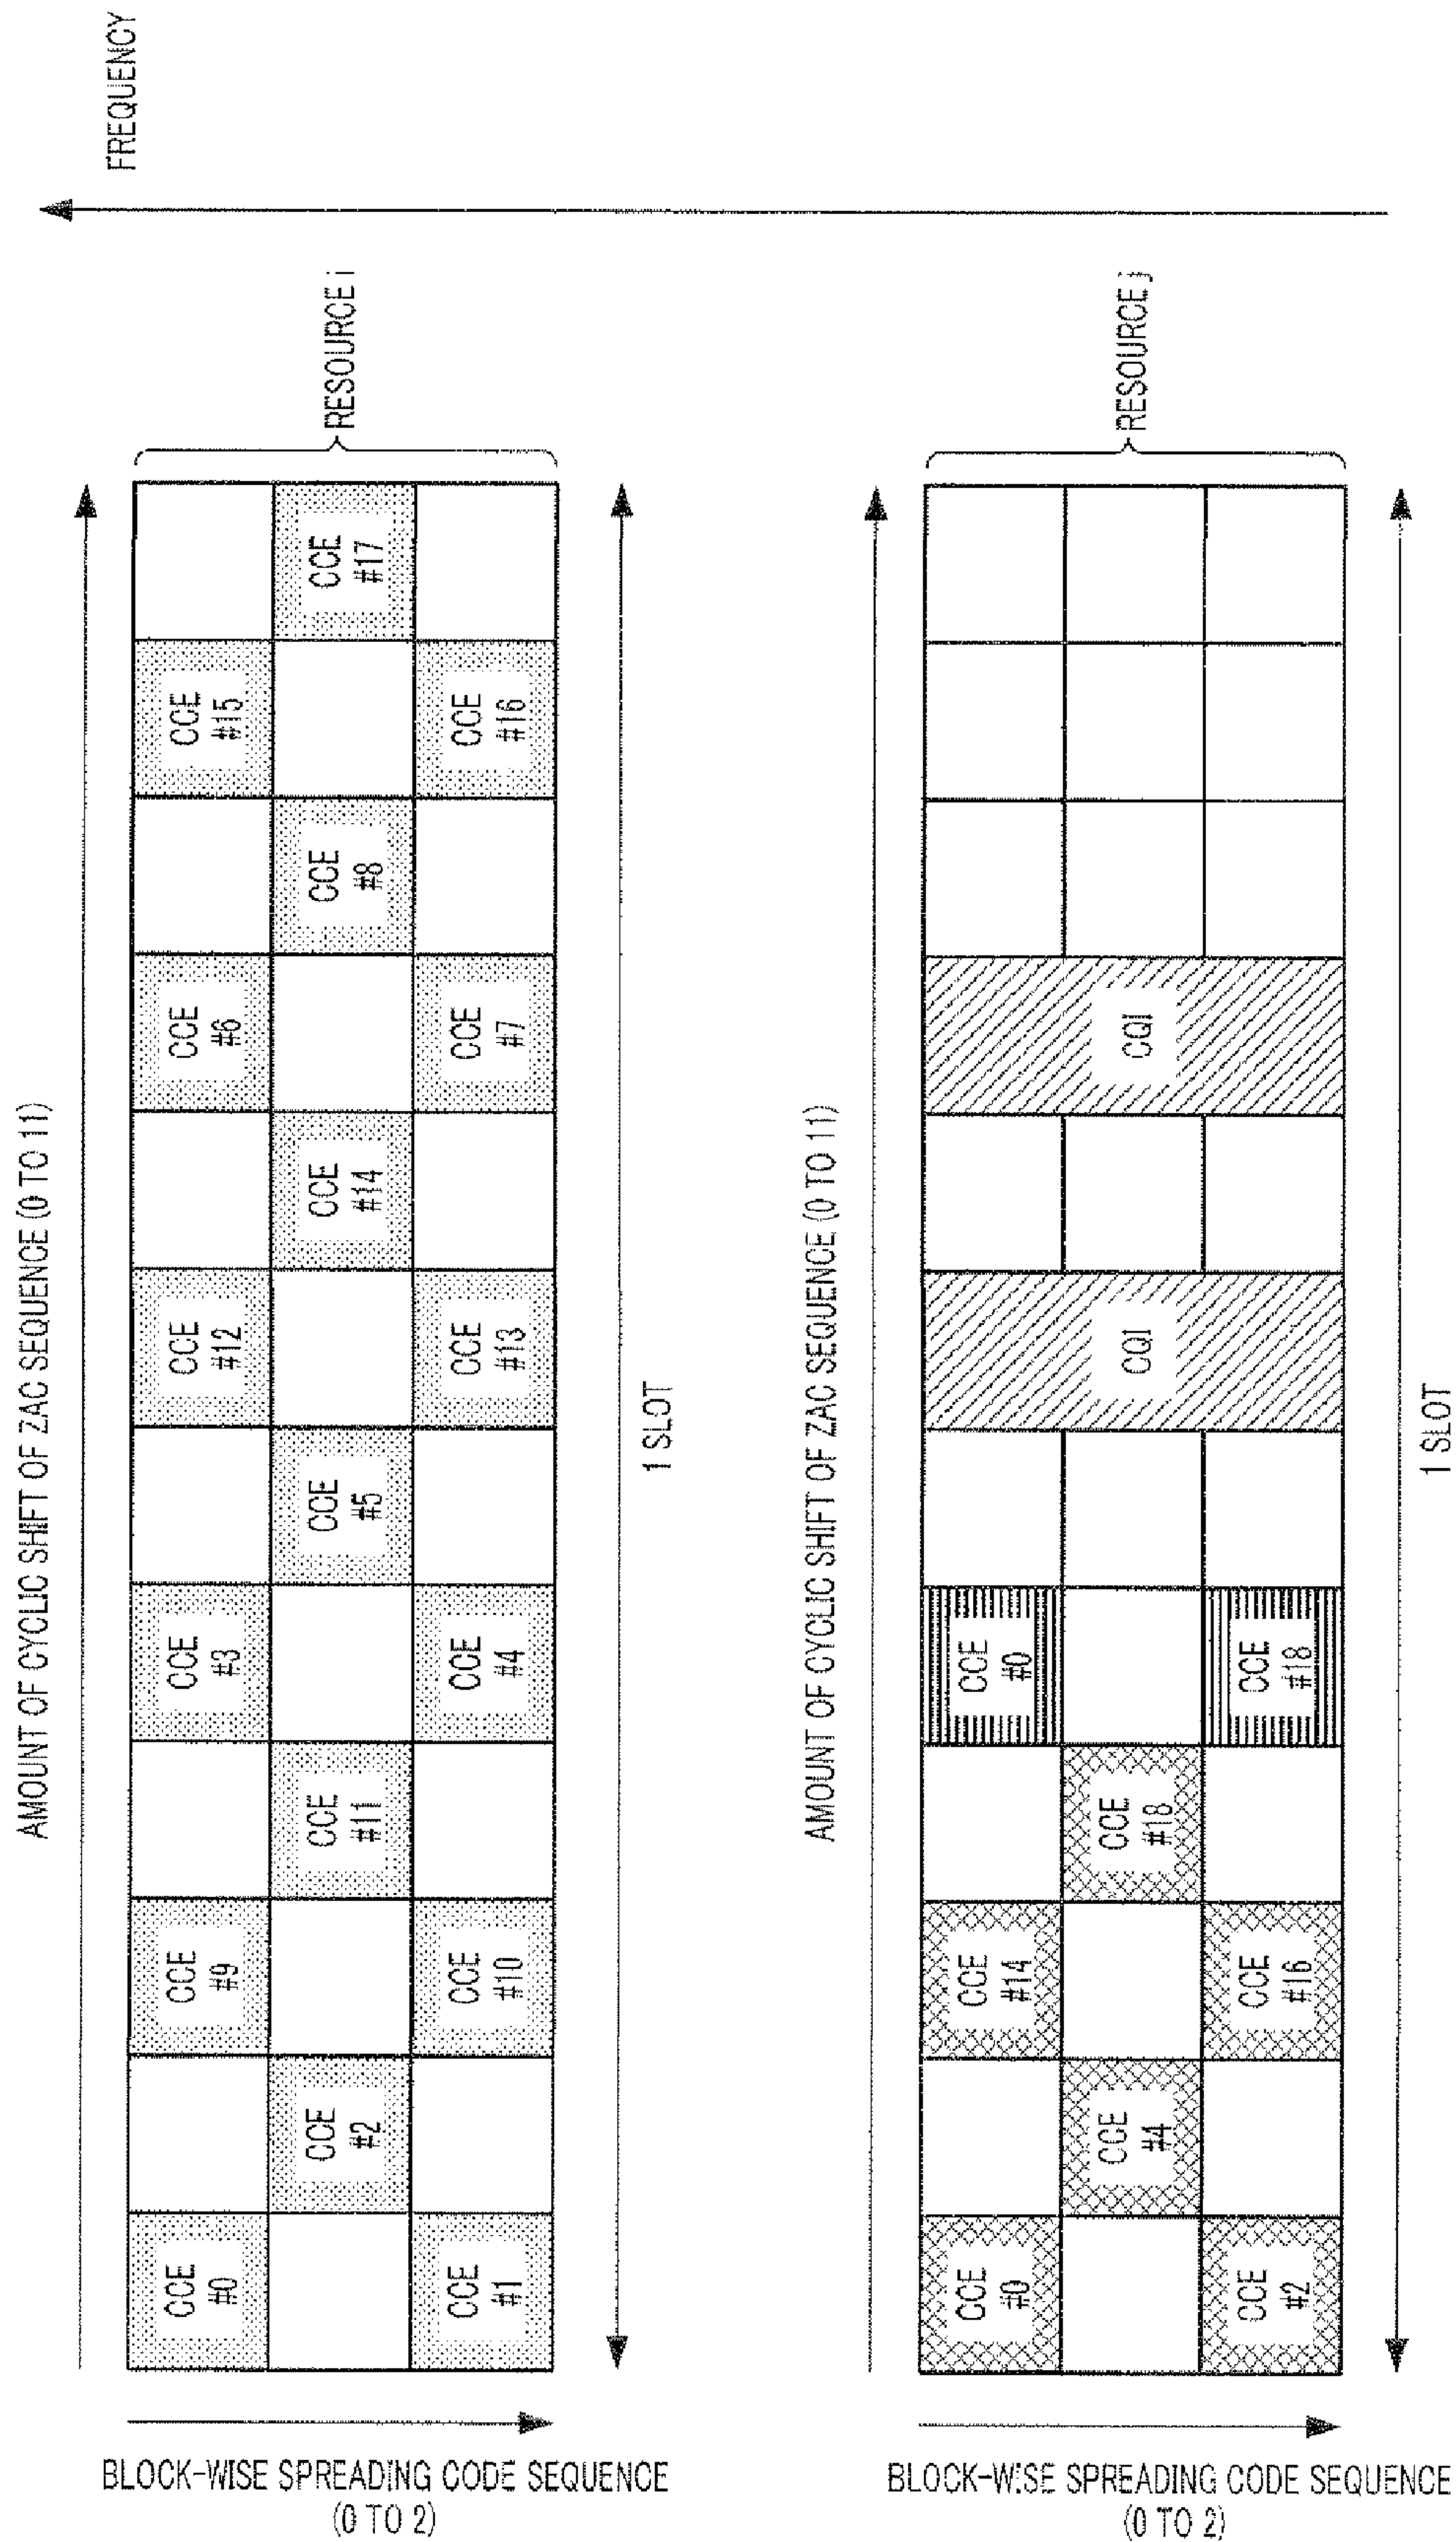 AMOUNT OF CYCLIC SHIFT OF ZAC SEQUENCE (0 TO 11)
BLOCK-WISE SPREADING CODE SEQUENCE
(0 TO 2)
CCE
#0
CCE
#9
CCE
#3
CCE
#12
CCE
#6
CCE
#15
CCE
#2
CCE
#11
CCE
#5
CCE
#14
CCE
#8
CCE
#17
CCE
#1
CCE
#10
CCE
#4
CCE
#13
CCE
#7
CCE
#16
RESOURCE i
1 SLOT
AMOUNT OF CYCLIC SHIFT OF ZAC SEQUENCE (0 TO 11)
BLOCK-WISE SPREADING CODE SEQUENCE
(0 TO 2)
CCE
#0
CCE
#14
CCE
#0
CCE
#4
CCE
#18
CQI
CQI
CCE
#2
CCE
#16
CCE
#18
RESOURCE j
1 SLOT
FREQUENCY